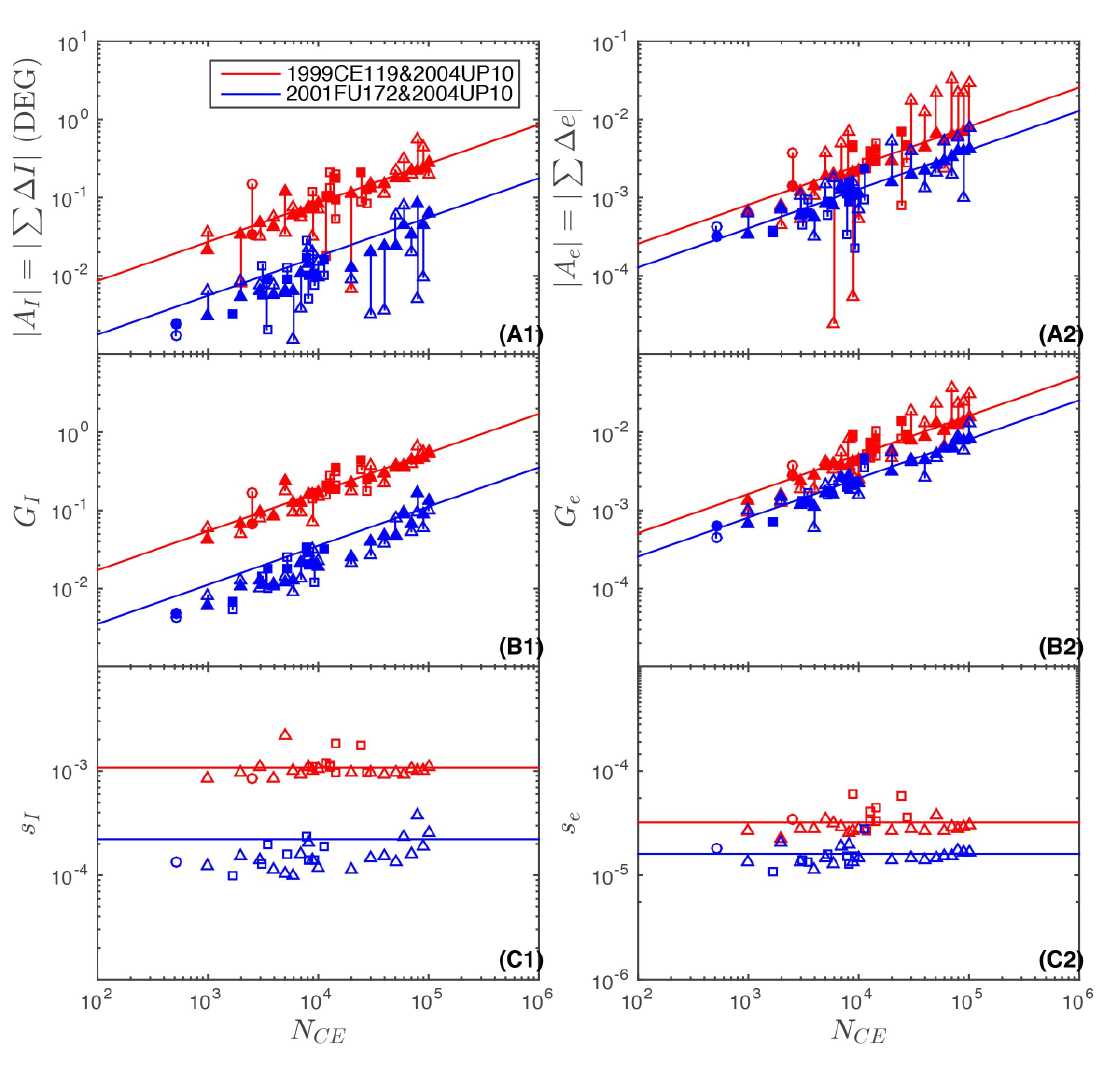 1999CE119&2004UP10
2001FU172&2004UP10
|A_I| = |∑ ΔI| (DEG)
10^1
10^0
10^-1
10^-2
(A1)
|A_e| = |∑ Δe|
10^-1
10^-2
10^-3
10^-4
(A2)
G_I
10^0
10^-1
10^-2
(B1)
G_e
10^-2
10^-3
10^-4
(B2)
s_I
10^-3
10^-4
(C1)
s_e
10^-4
10^-5
10^-6
(C2)
10^2 10^3 10^4 10^5 10^6
N_CE
10^2 10^3 10^4 10^5 10^6
N_CE